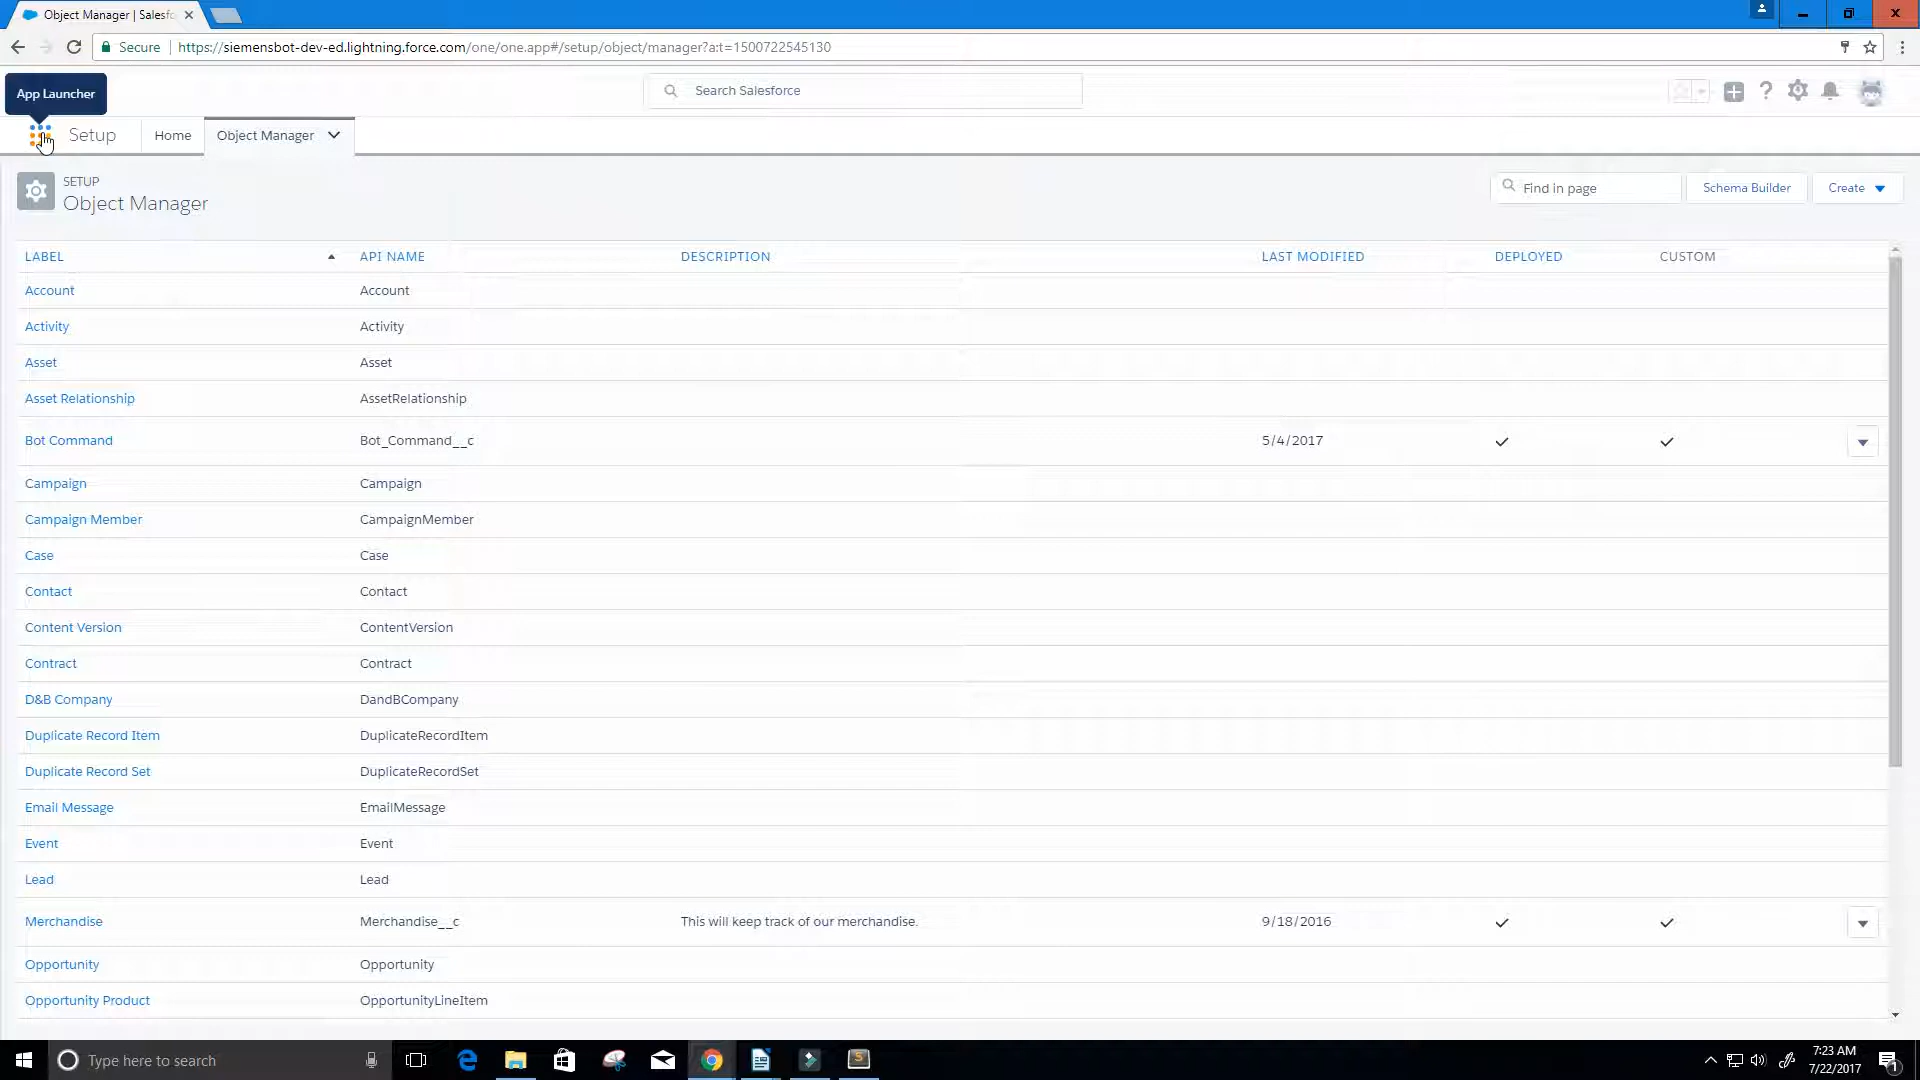 Object Manager | Salesf
Secure
https://siemensbot-dev-ed.lightning.force.com/one/one.app#/setup/object/manager?a:t=1500722545130
App Launcher
Search Salesforce
Setup
Home
Object Manager
SETUP
Object Manager
Find in page
Schema Builder
Create
LABEL API NAME DESCRIPTION LAST MODIFIED DEPLOYED CUSTOM
Account Account
Activity Activity
Asset Asset
Asset Relationship AssetRelationship
Bot Command Bot_Command__c 5/4/2017
Campaign Campaign
Campaign Member CampaignMember
Case Case
Contact Contact
Content Version ContentVersion
Contract Contract
D&B Company DandBCompany
Duplicate Record Item DuplicateRecordItem
Duplicate Record Set DuplicateRecordSet
Email Message EmailMessage
Event Event
Lead Lead
Merchandise Merchandise__c This will keep track of our merchandise. 9/18/2016
Opportunity Opportunity
Opportunity Product OpportunityLineItem
Type here to search
7:23 AM
7/22/2017
1